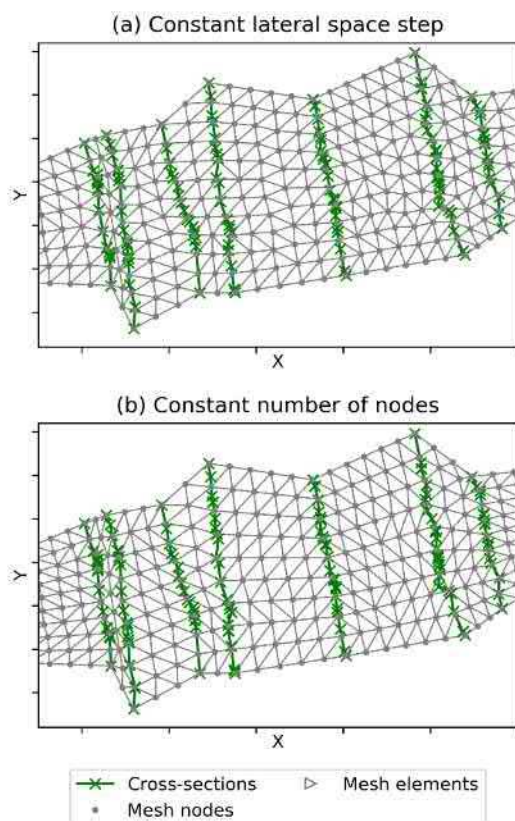 (a) Constant lateral space step
Y
X
(b) Constant number of nodes
Y
X
Cross-sections
Mesh elements
Mesh nodes